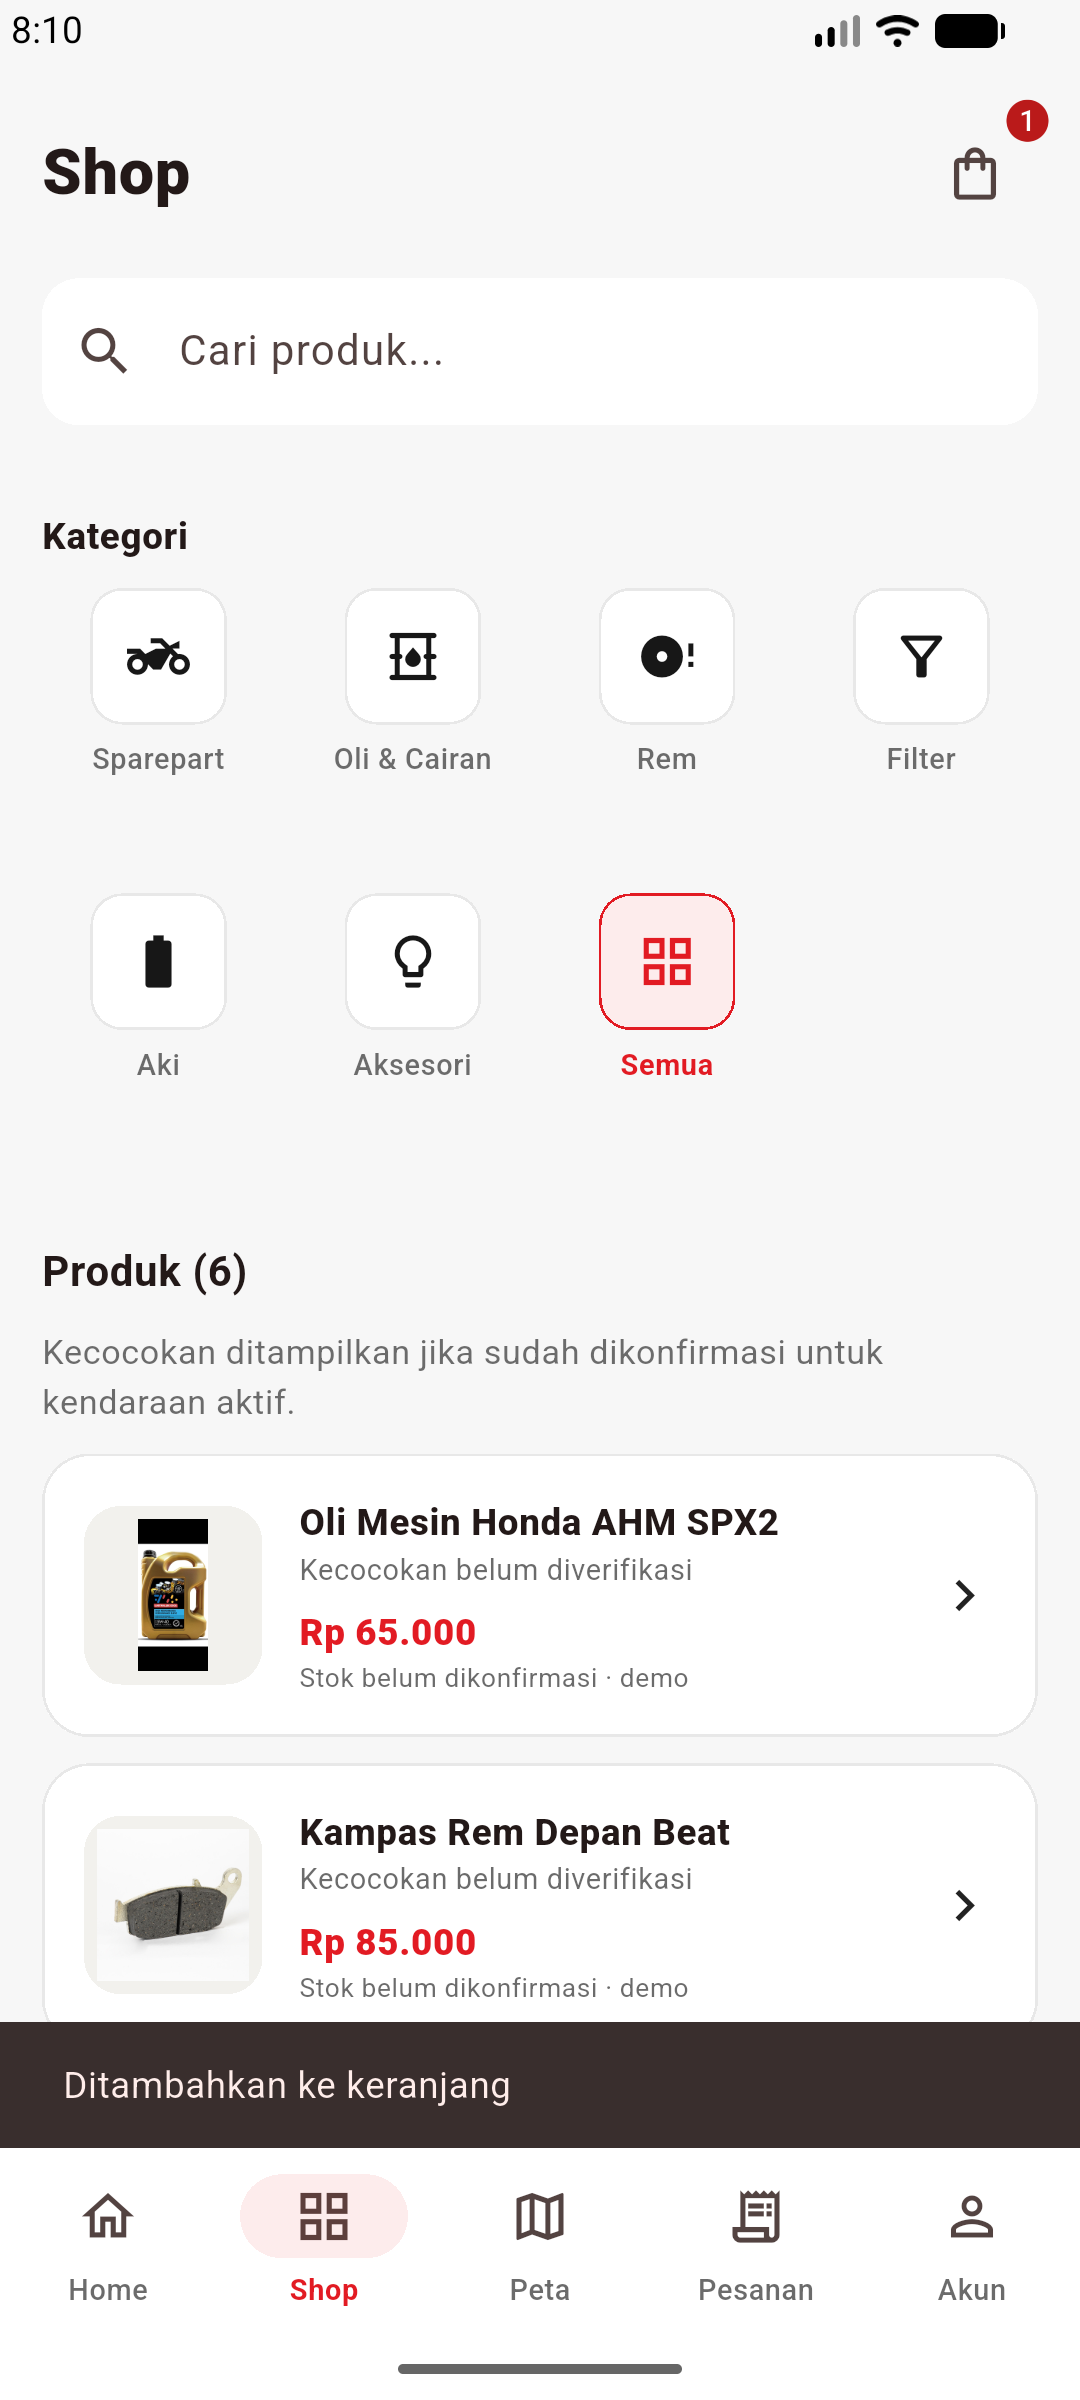 8:10
1
Shop
Cari produk...
Kategori
Sparepart
Oli & Cairan
Rem
Filter
Aki
Aksesori
Semua
Produk (6)
Kecocokan ditampilkan jika sudah dikonfirmasi untuk
kendaraan aktif.
Oli Mesin Honda AHM SPX2
Kecocokan belum diverifikasi
Rp 65.000
Stok belum dikonfirmasi · demo
Kampas Rem Depan Beat
Kecocokan belum diverifikasi
Rp 85.000
Stok belum dikonfirmasi · demo
Ditambahkan ke keranjang
Home
Shop
Peta
Pesanan
Akun